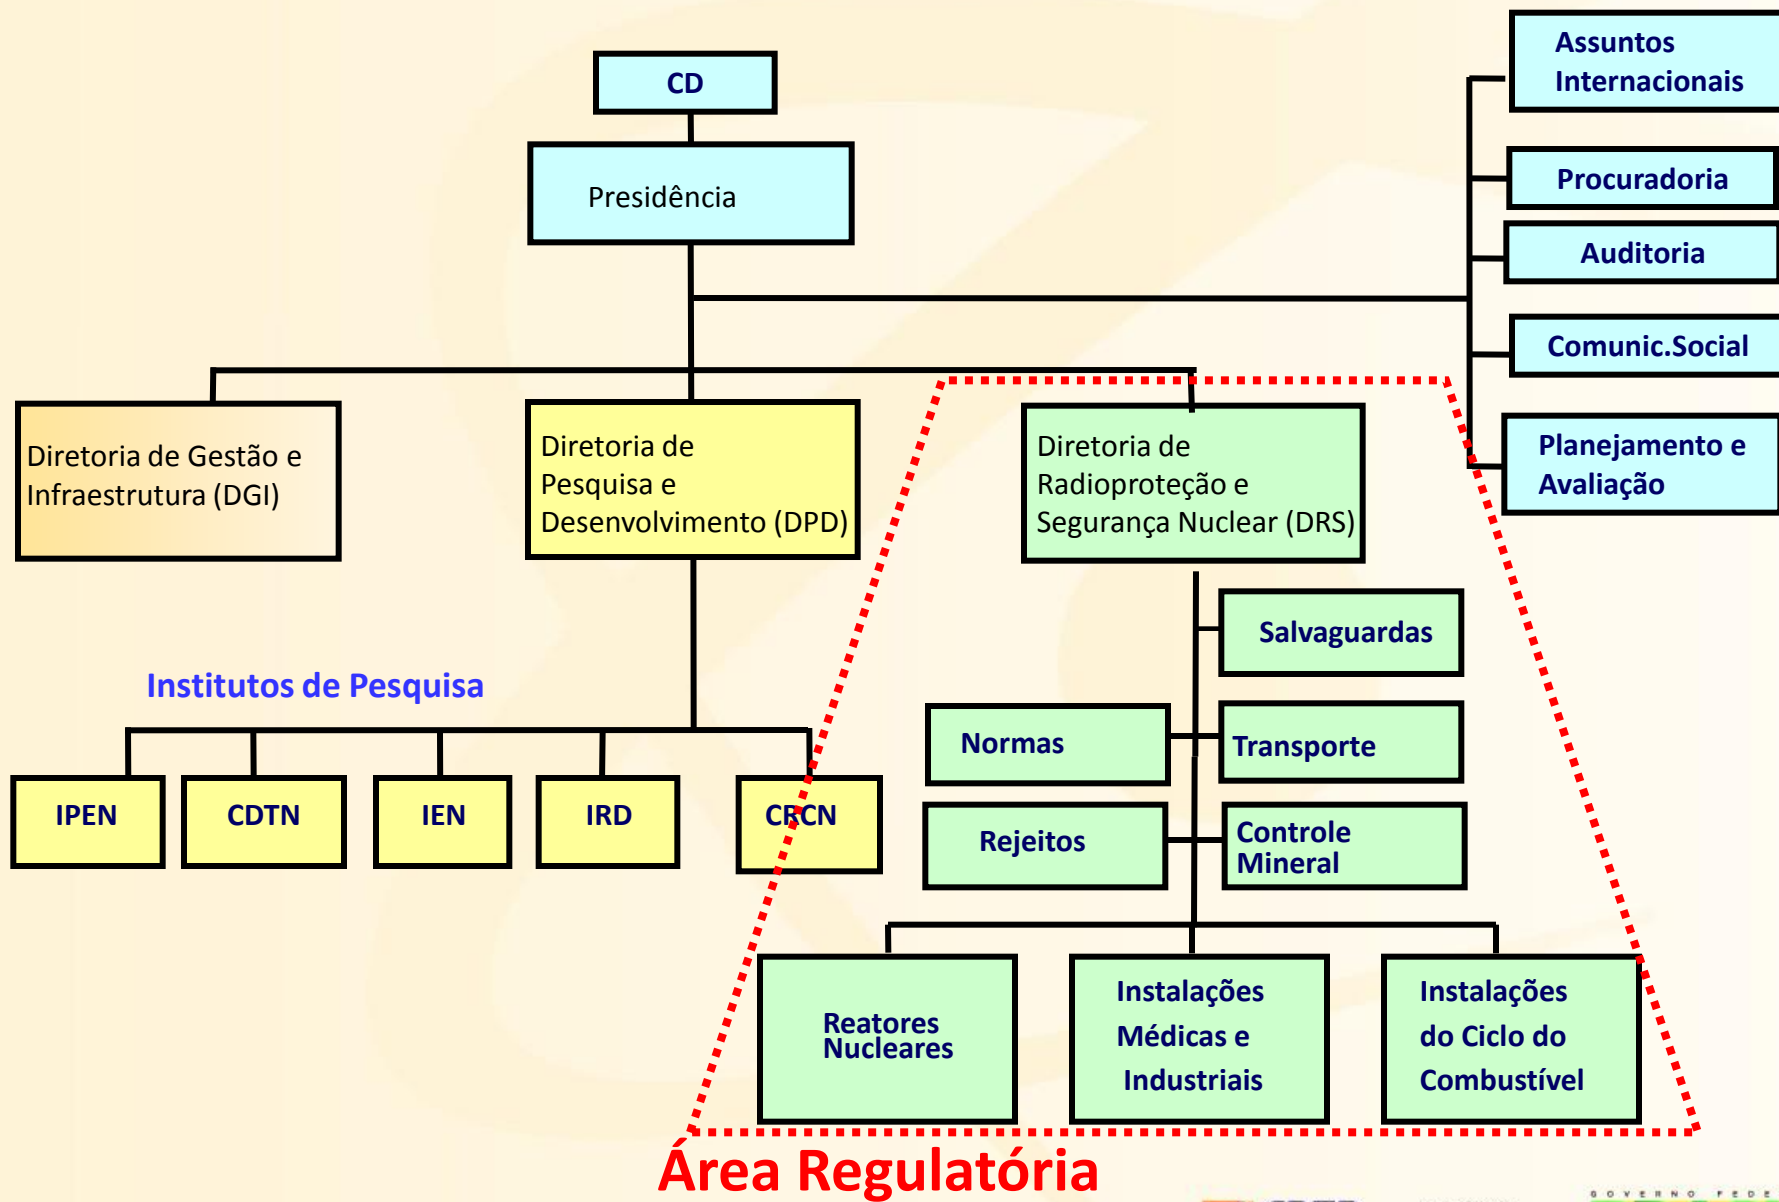 CD
Presidência
Assuntos
Internacionais
Procuradoria
Auditoria
Comunic.Social
Planejamento e
Avaliação
Diretoria de Gestão e
Infraestrutura (DGI)
Diretoria de
Pesquisa e
Desenvolvimento (DPD)
Diretoria de
Radioproteção e
Segurança Nuclear (DRS)
Institutos de Pesquisa
IPEN
CDTN
IEN
IRD
CRCN
Salvaguardas
Normas
Transporte
Rejeitos
Controle
Mineral
Reatores
Nucleares
Instalações
Médicas e
Industriais
Instalações
do Ciclo do
Combustível
Área Regulatória
GOVERNO FEDE